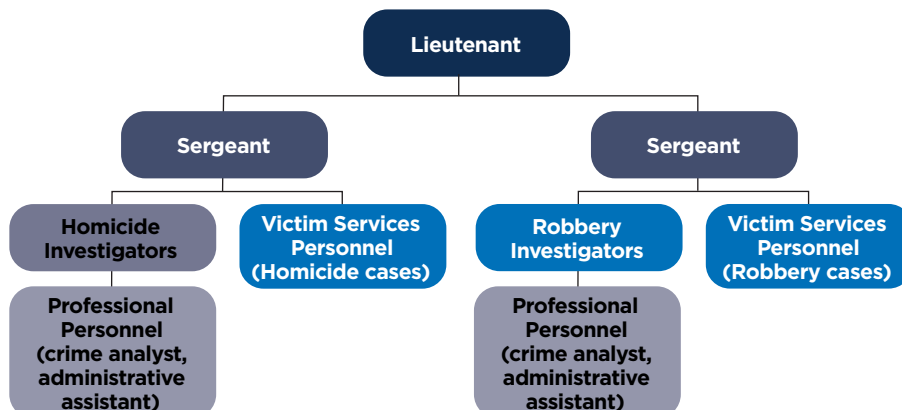 Lieutenant
Sergeant
Sergeant
Homicide
Investigators
Victim Services
Personnel
(Homicide cases)
Robbery
Investigators
Victim Services
Personnel
(Robbery cases)
Professional
Personnel
(crime analyst,
administrative
assistant)
Professional
Personnel
(crime analyst,
administrative
assistant)